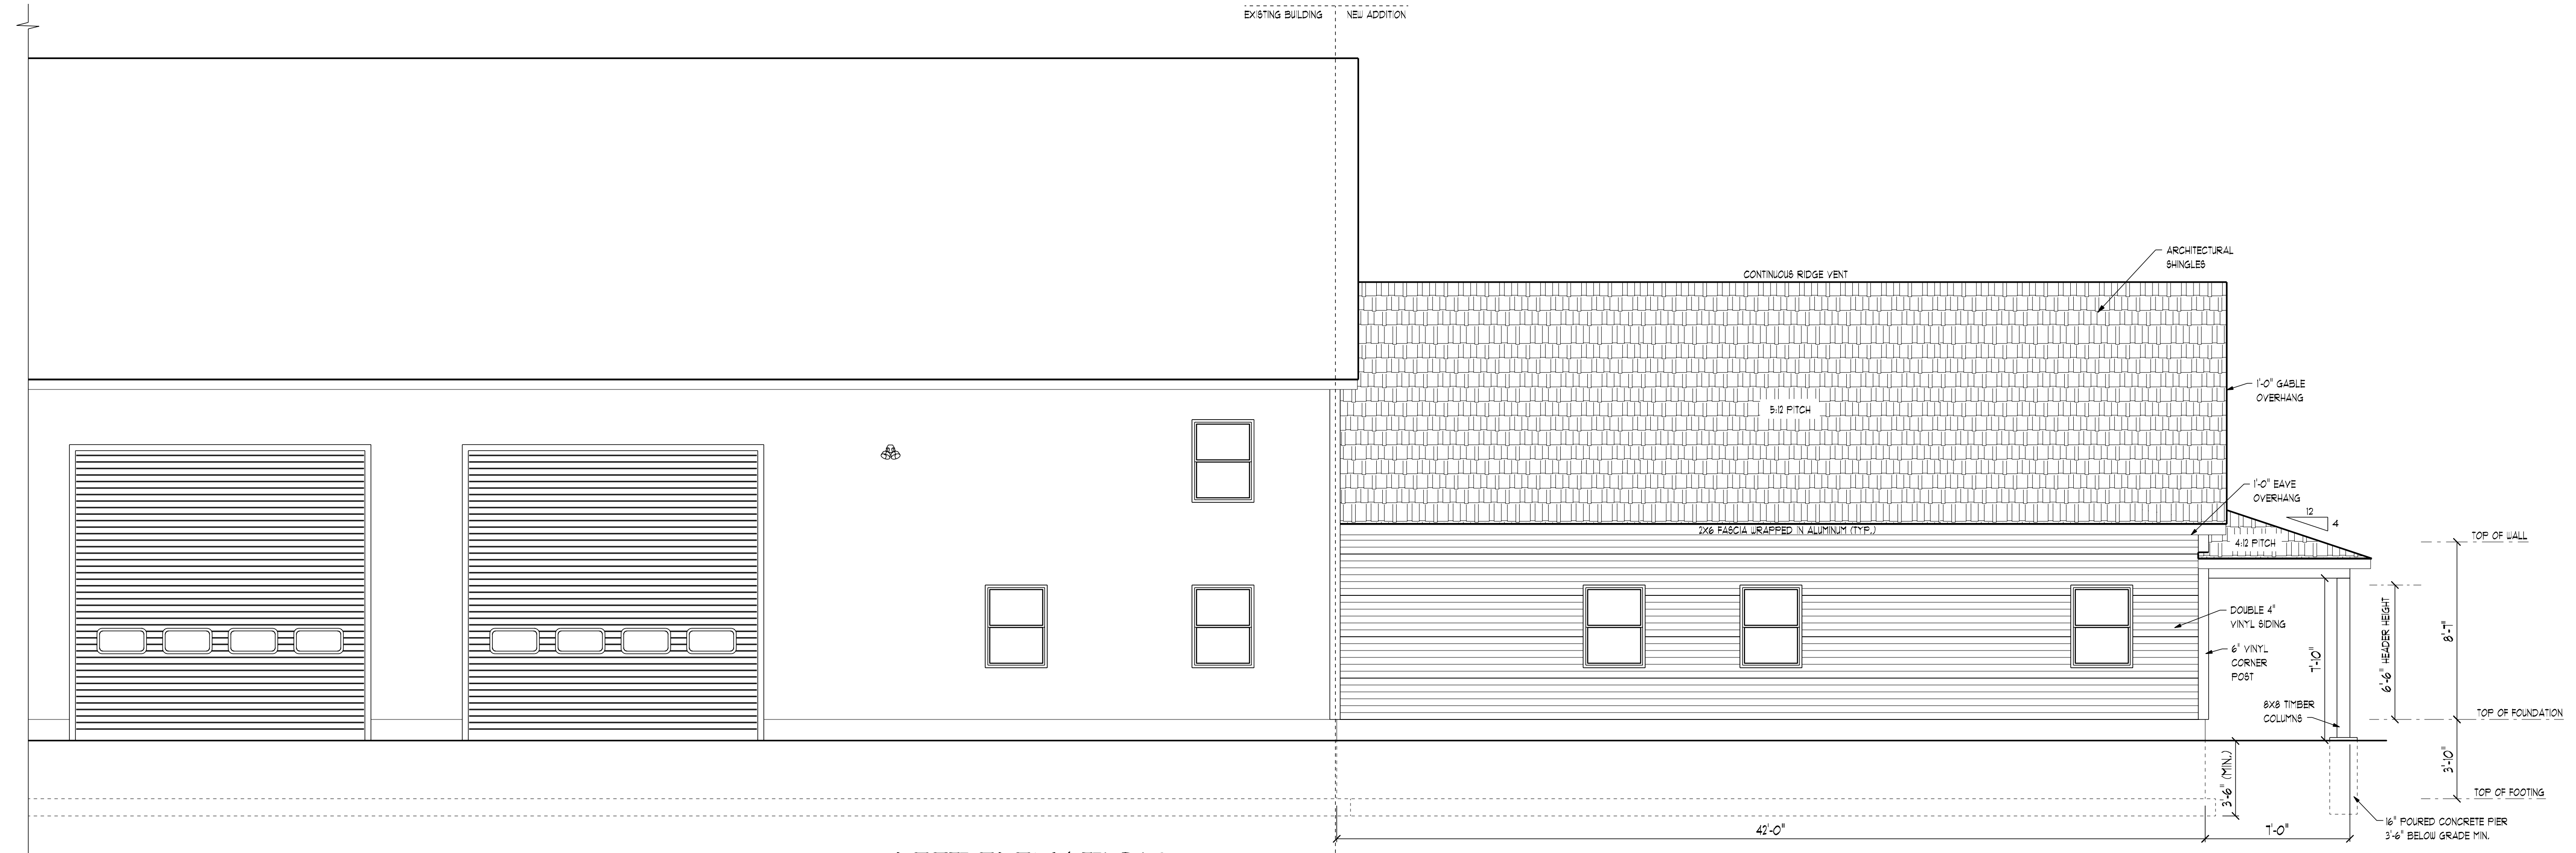 EXISTING BUILDING
NEW ADDITION
ARCHITECTURAL
SHINGLES
CONTINUOUS RIDGE VENT
1'-0" GABLE
OVERHANG
5:12 PITCH
1'-0" EAVE
OVERHANG
12
4
2X6 FASCIA WRAPPED IN ALUMINUM (TYP.)
4:12 PITCH
TOP OF WALL
DOUBLE 4"
VINYL SIDING
6" VINYL
CORNER
POST
7'-10"
6'-6" HEADER HEIGHT
8'-7"
8X8 TIMBER
COLUMNS
TOP OF FOUNDATION
3'-6" (MIN.)
3'-10"
TOP OF FOOTING
16" POURED CONCRETE PIER
3'-6" BELOW GRADE MIN.
42'-0"
7'-0"